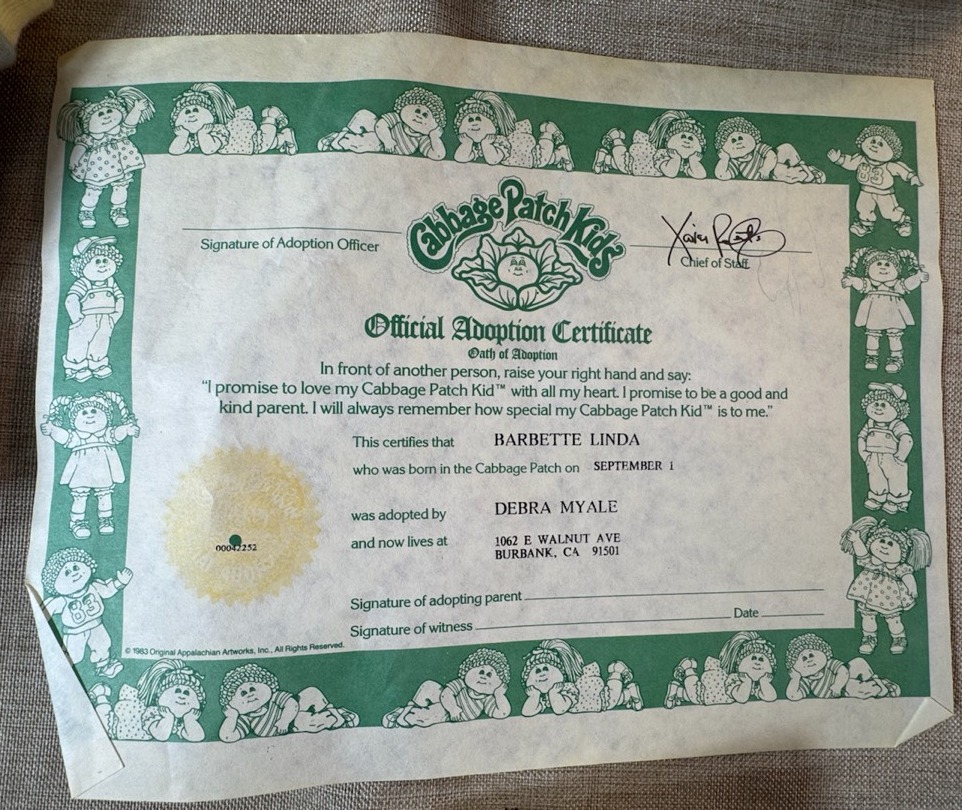 Cabbage Patch Kids
Signature of Adoption Officer
Chief of Staff
Official Adoption Certificate
Oath of Adoption
In front of another person, raise your right hand and say:
“I promise to love my Cabbage Patch Kid™ with all my heart. I promise to be a good and
kind parent. I will always remember how special my Cabbage Patch Kid™ is to me.”
This certifies that BARBETTE LINDA
who was born in the Cabbage Patch on SEPTEMBER 1
was adopted by DEBRA MYALE
and now lives at 1062 E WALNUT AVE
BURBANK, CA 91501
00042252
Signature of adopting parent
Signature of witness Date
© 1983 Original Appalachian Artworks, Inc., All Rights Reserved.
83
83